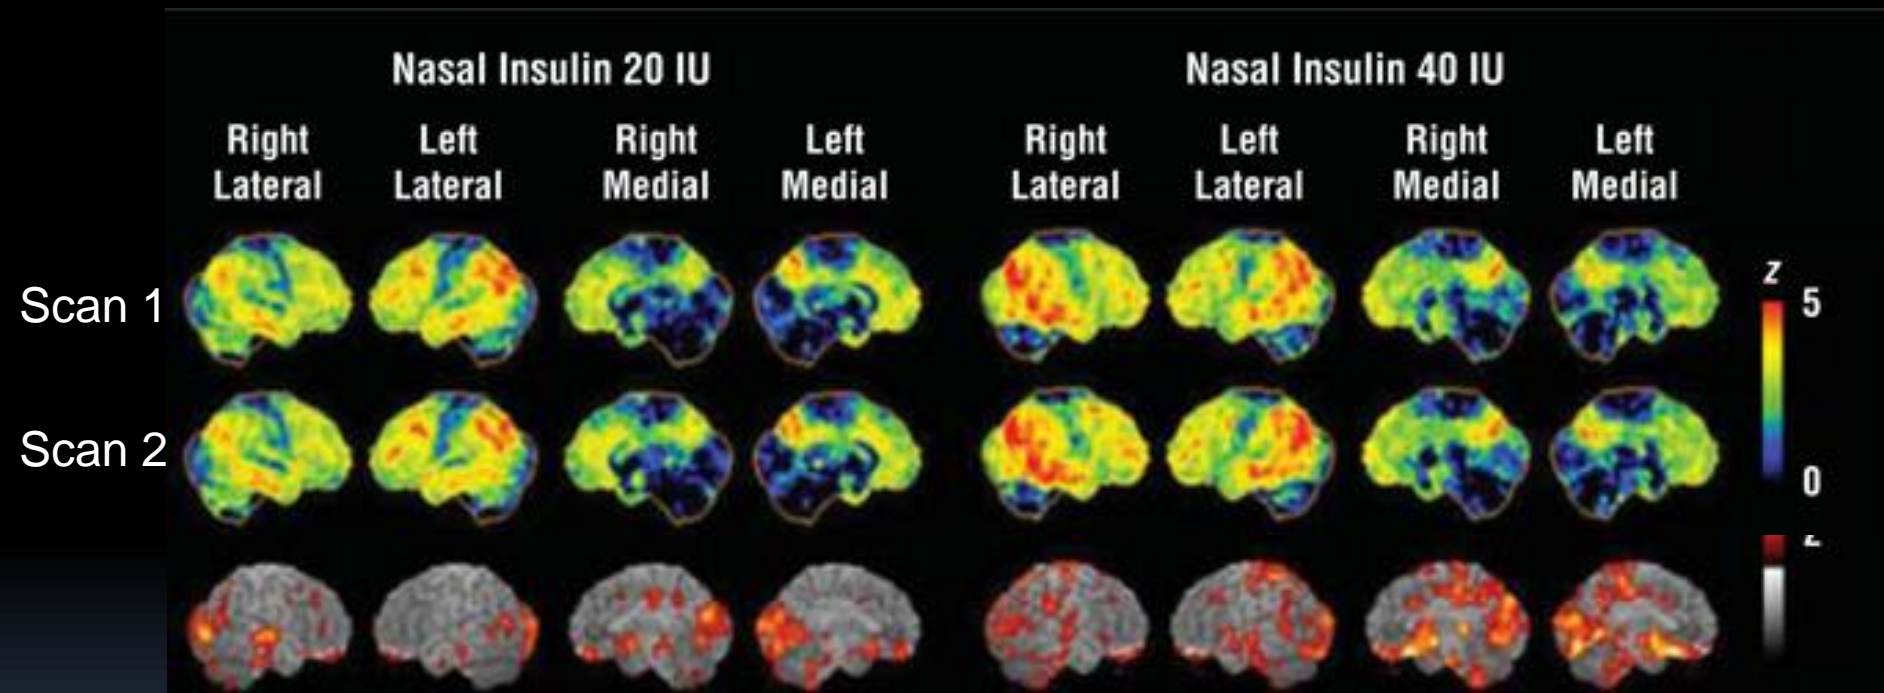 Nasal Insulin 20 IU
Nasal Insulin 40 IU
Right Lateral
Left Lateral
Right Medial
Left Medial
Right Lateral
Left Lateral
Right Medial
Left Medial
Scan 1
Scan 2
z
5
0